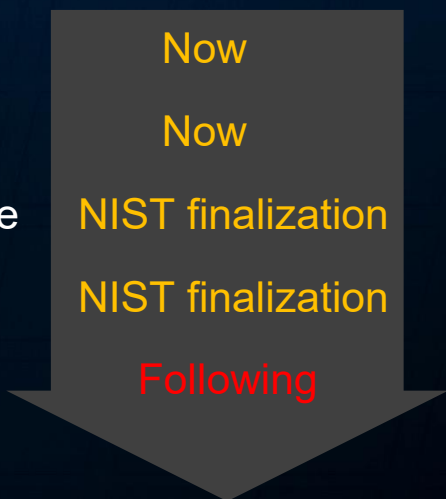 Now
Now
e NIST finalization
NIST finalization
Following